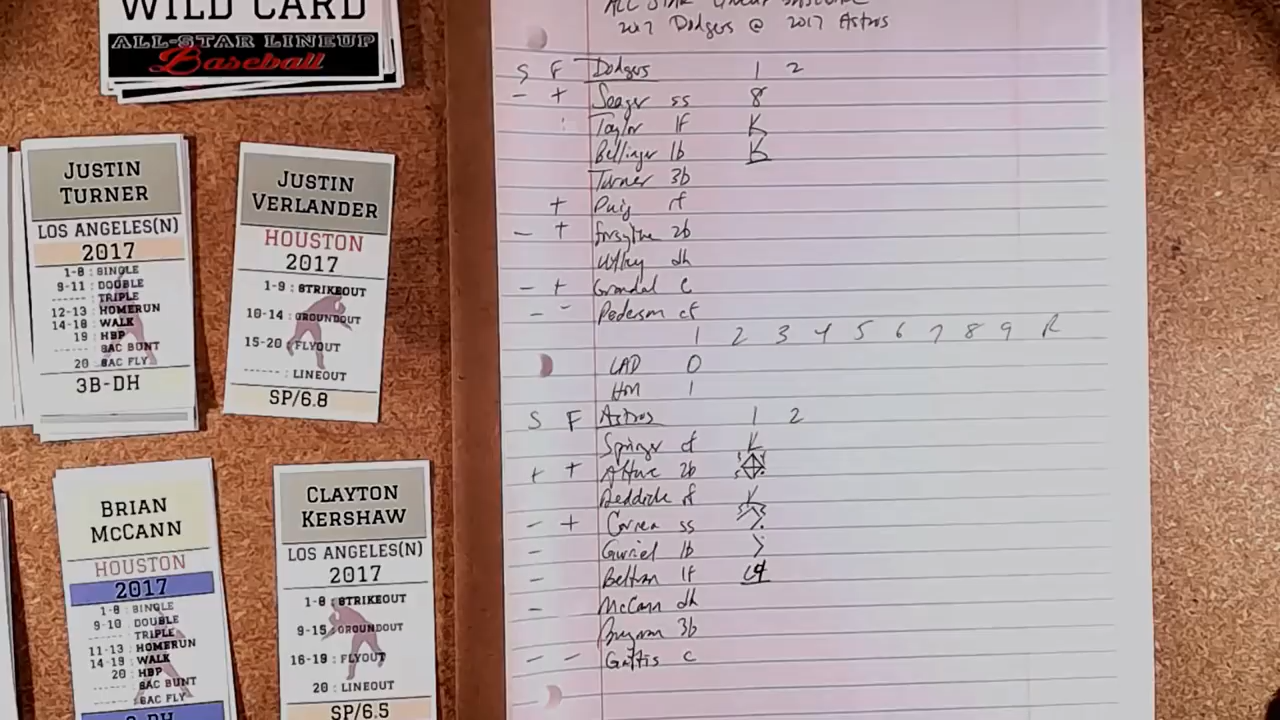 WILD CARD
ALL-STAR LINEUP
Baseball
JUSTIN
TURNER
LOS ANGELES(N)
2017
1-8 : SINGLE
9-11 : DOUBLE
------ : TRIPLE
12-13 : HOMERUN
14-18 : WALK
19 : HBP
------ : SAC BUNT
20 : SAC FLY
3B-DH
JUSTIN
VERLANDER
HOUSTON
2017
1-9 : STRIKEOUT
10-14 : GROUNDOUT
15-20 : FLYOUT
------ : LINEOUT
SP/6.8
BRIAN
McCANN
HOUSTON
2017
1-8 : SINGLE
9-10 : DOUBLE
------ : TRIPLE
11-13 : HOMERUN
14-19 : WALK
20 : HBP
------ : SAC BUNT
------ : SAC FLY
CLAYTON
KERSHAW
LOS ANGELES(N)
2017
1-8 : STRIKEOUT
9-15 : GROUNDOUT
16-19 : FLYOUT
20 : LINEOUT
SP/6.5
2017 Dodgers @ 2017 Astros
S F Dodgers 1 2
- + Seager ss 8
Taylor lf K
Bellinger 1b K
Turner 3b
+ Puig rf
- + Forsythe 2b
Utley dh
- + Grandal c
- - Pederson cf
1 2 3 4 5 6 7 8 9 R
LAD 0
HOU 1
S F Astros 1 2
Springer cf K
+ + Altuve 2b
Reddick rf K
- + Correa ss
- Gurriel 1b
- Beltran lf
- McCann dh
Bregman 3b
- - Gattis c